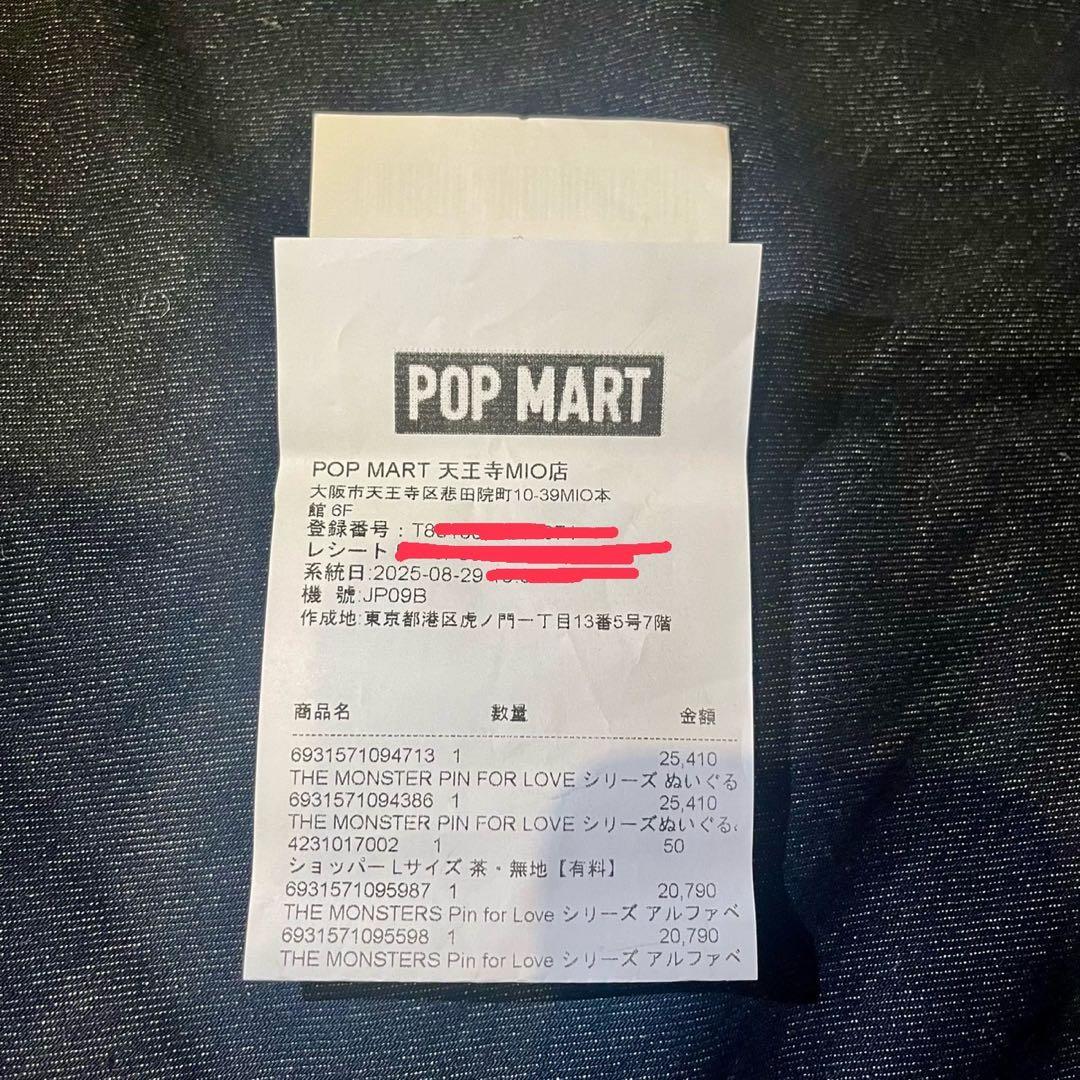 POP MART
POP MART 天王寺MIO店
大阪市天王寺区悲田院町10-39MIO本
館 6F
登録番号 : T8
レシート
系統日:2025-08-29
機 號:JP09B
作成地:東京都港区虎ノ門一丁目13番5号7階
商品名 数量 金額
6931571094713 1 25,410
THE MONSTER PIN FOR LOVE シリーズ ぬいぐる
6931571094386 1 25,410
THE MONSTER PIN FOR LOVE シリーズぬいぐる
4231017002 1 50
ショッパー Lサイズ 茶・無地【有料】
6931571095987 1 20,790
THE MONSTERS Pin for Love シリーズ アルファベ
6931571095598 1 20,790
THE MONSTERS Pin for Love シリーズ アルファベ